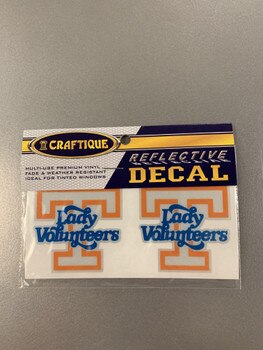 CRAFTIQUE
REFLECTIVE
DECAL
MULTI-USE PREMIUM VINYL
FADE & WEATHER RESISTANT
IDEAL FOR TINTED WINDOWS
T
Lady
Volunteers
T
Lady
Volunteers